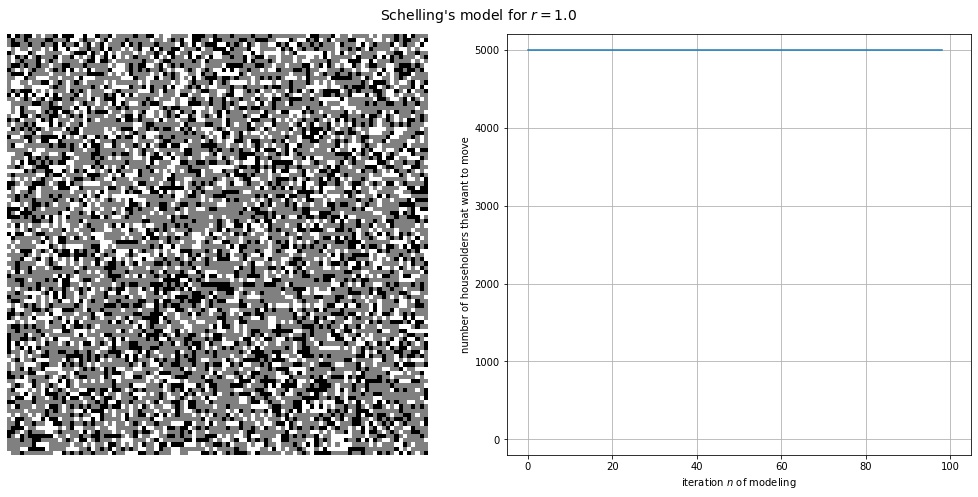 Schelling's model for r = 1.0
5000
4000
3000
2000
1000
0
number of householders that want to move
0 20 40 60 80 100
iteration n of modeling